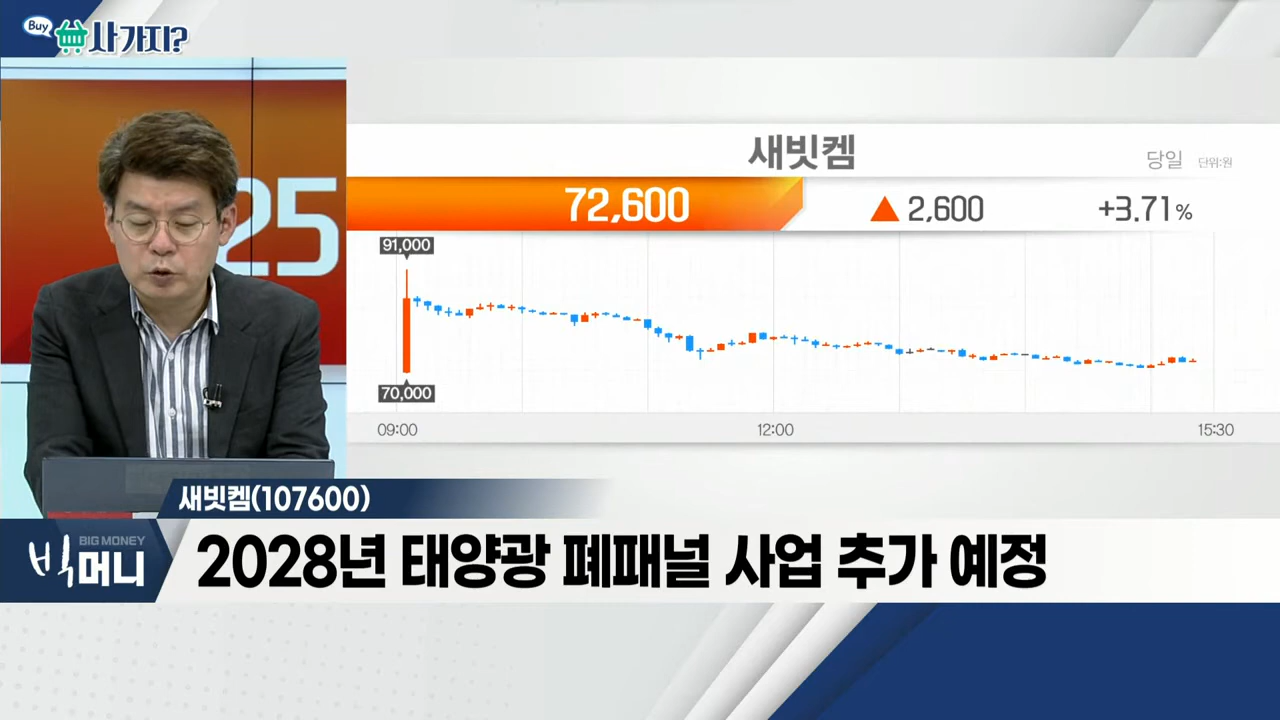 Buy 사가지?
25
새빗켐
당일 단위:원
72,600 ▲ 2,600 +3.71%
91,000
70,000
09:00 12:00 15:30
새빗켐(107600)
BIG MONEY
빅머니
2028년 태양광 폐패널 사업 추가 예정